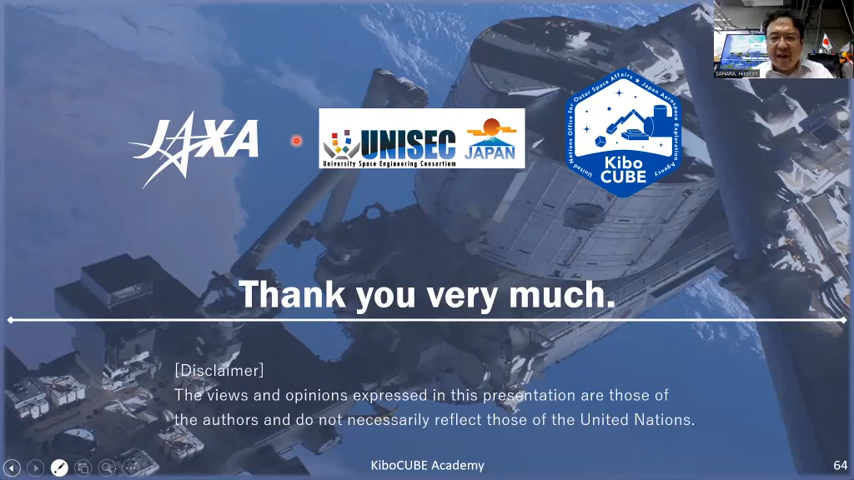 SAHARA, Hironori
JAXA
UNISEC
University Space Engineering Consortium
JAPAN
United Nations Office for Outer Space Affairs ★ Japan Aerospace Exploration Agency
Kibo
CUBE
Thank you very much.
[Disclaimer]
The views and opinions expressed in this presentation are those of
the authors and do not necessarily reflect those of the United Nations.
KiboCUBE Academy
64